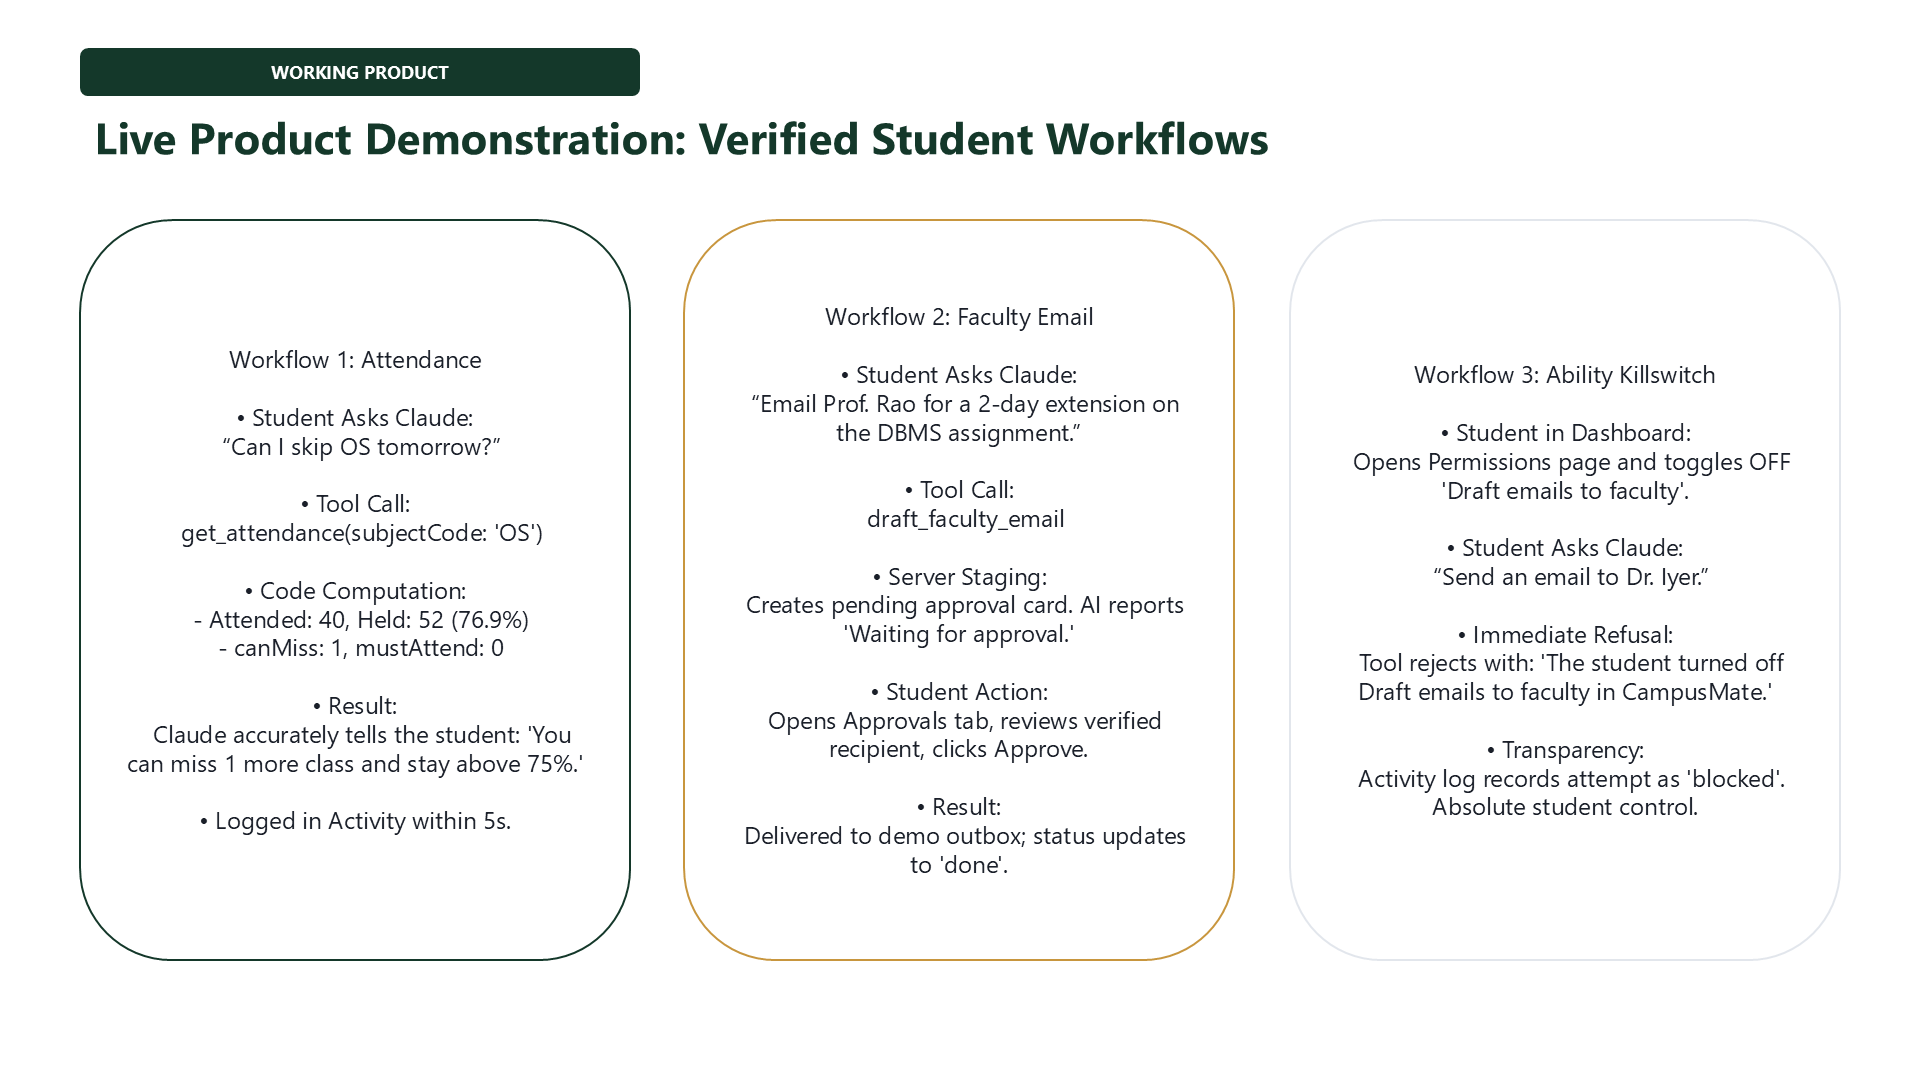 WORKING PRODUCT
Live Product Demonstration: Verified Student Workflows
Workflow 1: Attendance
• Student Asks Claude:
“Can I skip OS tomorrow?”
• Tool Call:
get_attendance(subjectCode: 'OS')
• Code Computation:
- Attended: 40, Held: 52 (76.9%)
- canMiss: 1, mustAttend: 0
• Result:
Claude accurately tells the student: 'You
can miss 1 more class and stay above 75%.'
• Logged in Activity within 5s.
Workflow 2: Faculty Email
• Student Asks Claude:
“Email Prof. Rao for a 2-day extension on
the DBMS assignment.”
• Tool Call:
draft_faculty_email
• Server Staging:
Creates pending approval card. AI reports
'Waiting for approval.'
• Student Action:
Opens Approvals tab, reviews verified
recipient, clicks Approve.
• Result:
Delivered to demo outbox; status updates
to 'done'.
Workflow 3: Ability Killswitch
• Student in Dashboard:
Opens Permissions page and toggles OFF
'Draft emails to faculty'.
• Student Asks Claude:
“Send an email to Dr. Iyer.”
• Immediate Refusal:
Tool rejects with: 'The student turned off
Draft emails to faculty in CampusMate.'
• Transparency:
Activity log records attempt as 'blocked'.
Absolute student control.